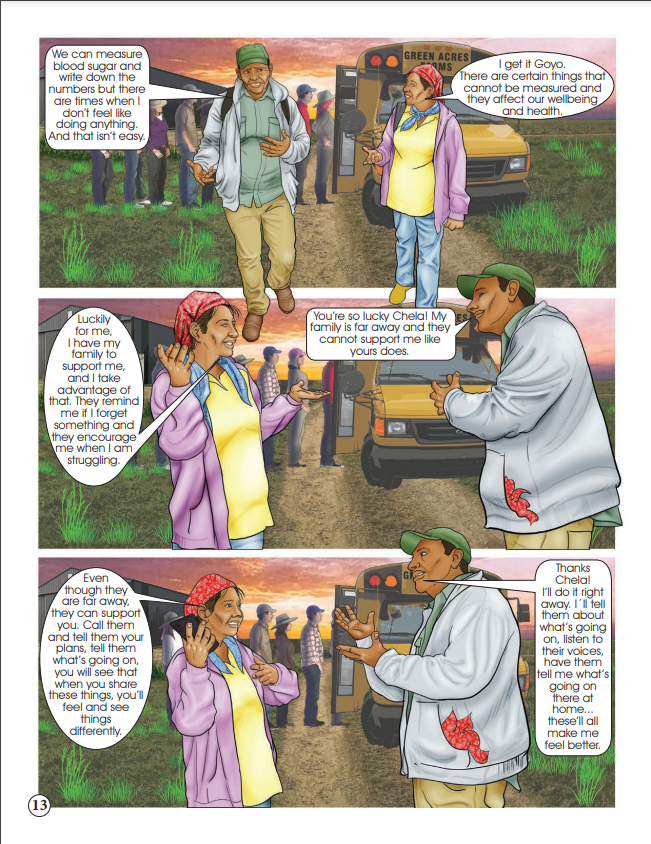 We can measure
blood sugar and
write down the
numbers but there
are times when I
don't feel like
doing anything.
And that isn't easy.
GREEN ACRES
I get it Goyo.
There are certain things that
cannot be measured and
they affect our wellbeing
and health.
Luckily
for me,
I have my
family to
support me,
and I take
advantage of
that. They remind
me if I forget
something and
they encourage
me when I am
struggling.
You're so lucky Chela! My
family is far away and they
cannot support me like
yours does.
Even
though they
are far away,
they can support
you. Call them
and tell them your
plans, tell them
what's going on,
you will see that
when you share
these things, you'll
feel and see
things
differently.
Thanks
Chela!
I'll do it right
away. I´ll tell
them about
what's going
on, listen to
their voices,
have them
tell me what's
going on
there at
home...
these'll all
make me
feel better.
13